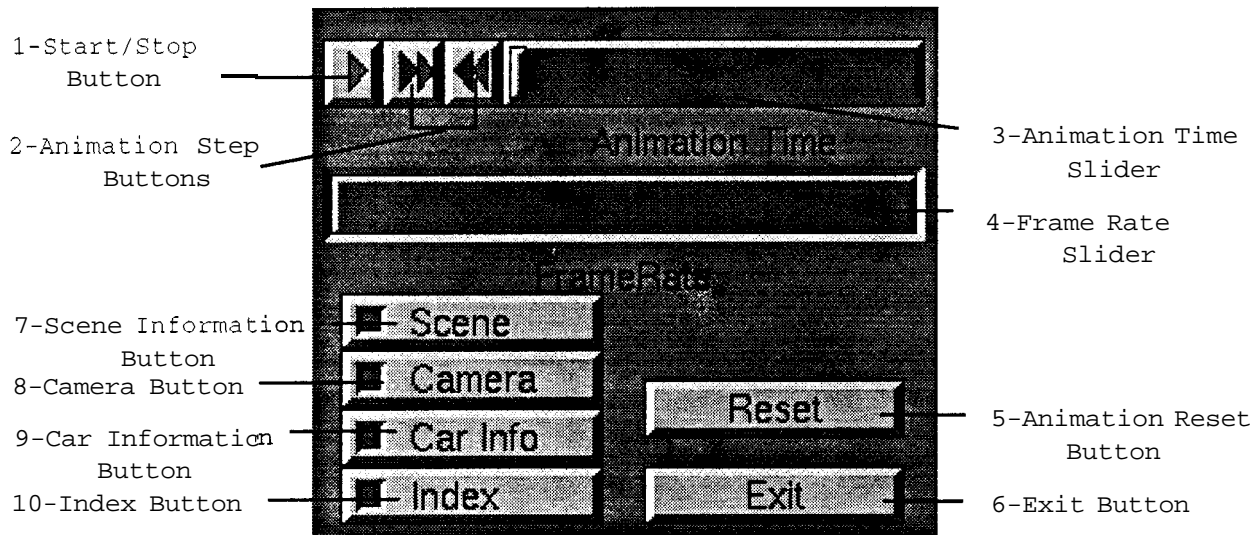 1-Start/Stop
Button
2-Animation Step
Buttons
3-Animation Time
Slider
Animation Time
4-Frame Rate
Slider
FrameRate
7-Scene Information
Button
Scene
8-Camera Button
Camera
9-Car Information
Button
Car Info
10-Index Button
Index
Reset
5-Animation Reset
Button
Exit
6-Exit Button